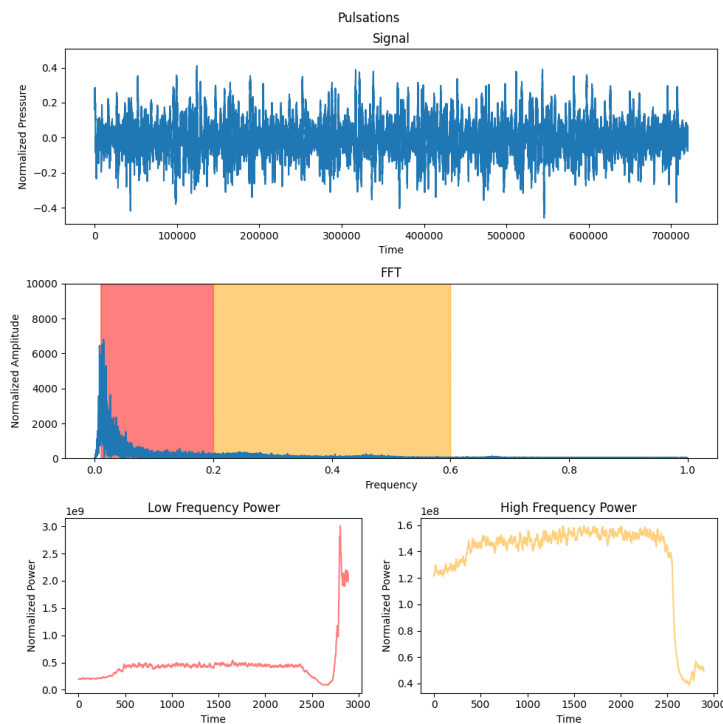 Pulsations
Signal
0.4
0.2
0.0
−0.2
−0.4
Normalized Pressure
0 100000 200000 300000 400000 500000 600000 700000
Time
FFT
10000
8000
6000
4000
2000
0
Normalized Amplitude
0.0 0.2 0.4 0.6 0.8 1.0
Frequency
Low Frequency Power
1e9
3.0
2.5
2.0
1.5
1.0
0.5
0.0
Normalized Power
0 500 1000 1500 2000 2500 3000
Time
High Frequency Power
1e8
1.6
1.4
1.2
1.0
0.8
0.6
0.4
Normalized Power
0 500 1000 1500 2000 2500
Time